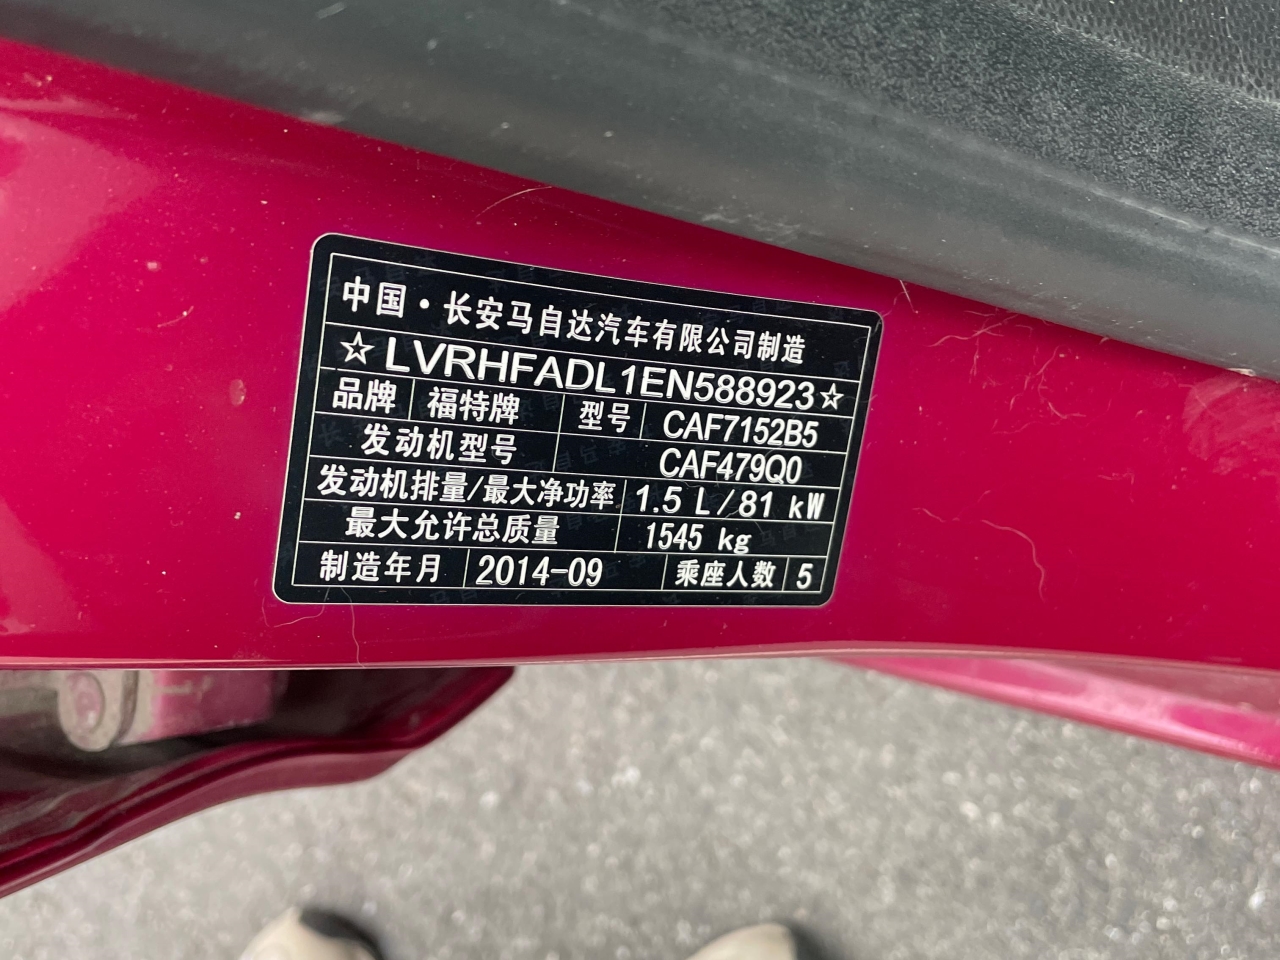 中国·长安马自达汽车有限公司制造
☆LVRHFADL1EN588923☆
品牌 福特牌 型号 CAF7152B5
发动机型号 CAF479Q0
发动机排量/最大净功率 1.5 L/81 kW
最大允许总质量 1545 kg
制造年月 2014-09 乘座人数 5